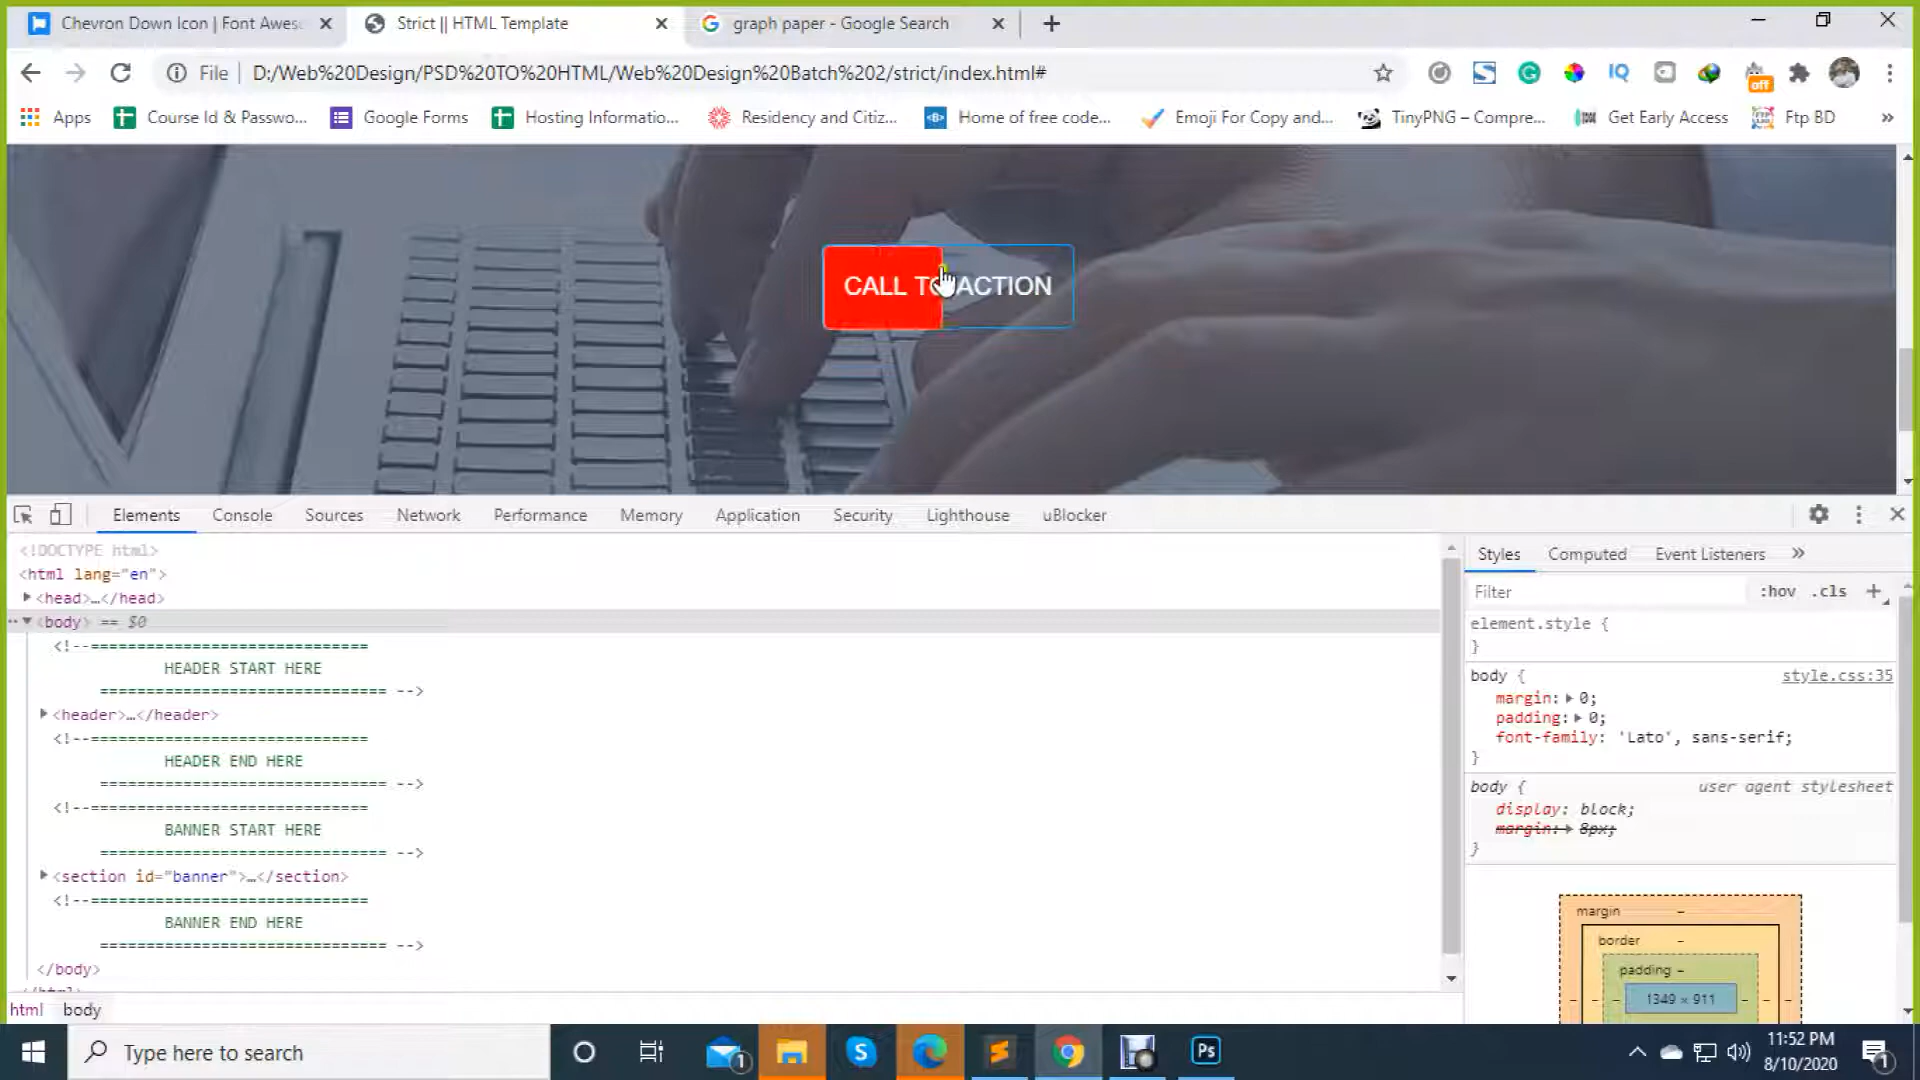 Chevron Down Icon | Font Awes
Strict || HTML Template
graph paper - Google Search
File
D:/Web%20Design/PSD%20TO%20HTML/Web%20Design%20Batch%202/strict/index.html#
IQ
off
Apps
Course Id & Passwo...
Google Forms
Hosting Informatio...
Residency and Citiz...
Home of free code...
Emoji For Copy and...
TinyPNG – Compre...
Get Early Access
Ftp BD
»
CALL TO ACTION
Elements
Console
Sources
Network
Performance
Memory
Application
Security
Lighthouse
uBlocker
<!DOCTYPE html>
<html lang="en">
<head>…</head>
<body> == $0
<!--==============================
HEADER START HERE
=============================== -->
<header>…</header>
<!--==============================
HEADER END HERE
=============================== -->
<!--==============================
BANNER START HERE
=============================== -->
<section id="banner">…</section>
<!--==============================
BANNER END HERE
=============================== -->
</body>
</html>
html body
Styles
Computed
Event Listeners
»
Filter
:hov .cls +
element.style {
}
body {
style.css:35
margin: 0;
padding: 0;
font-family: 'Lato', sans-serif;
}
body {
user agent stylesheet
display: block;
margin: 8px;
}
margin –
border –
padding –
– – – 1349 × 911 – – –
Type here to search
1
Ps
11:52 PM
8/10/2020
1